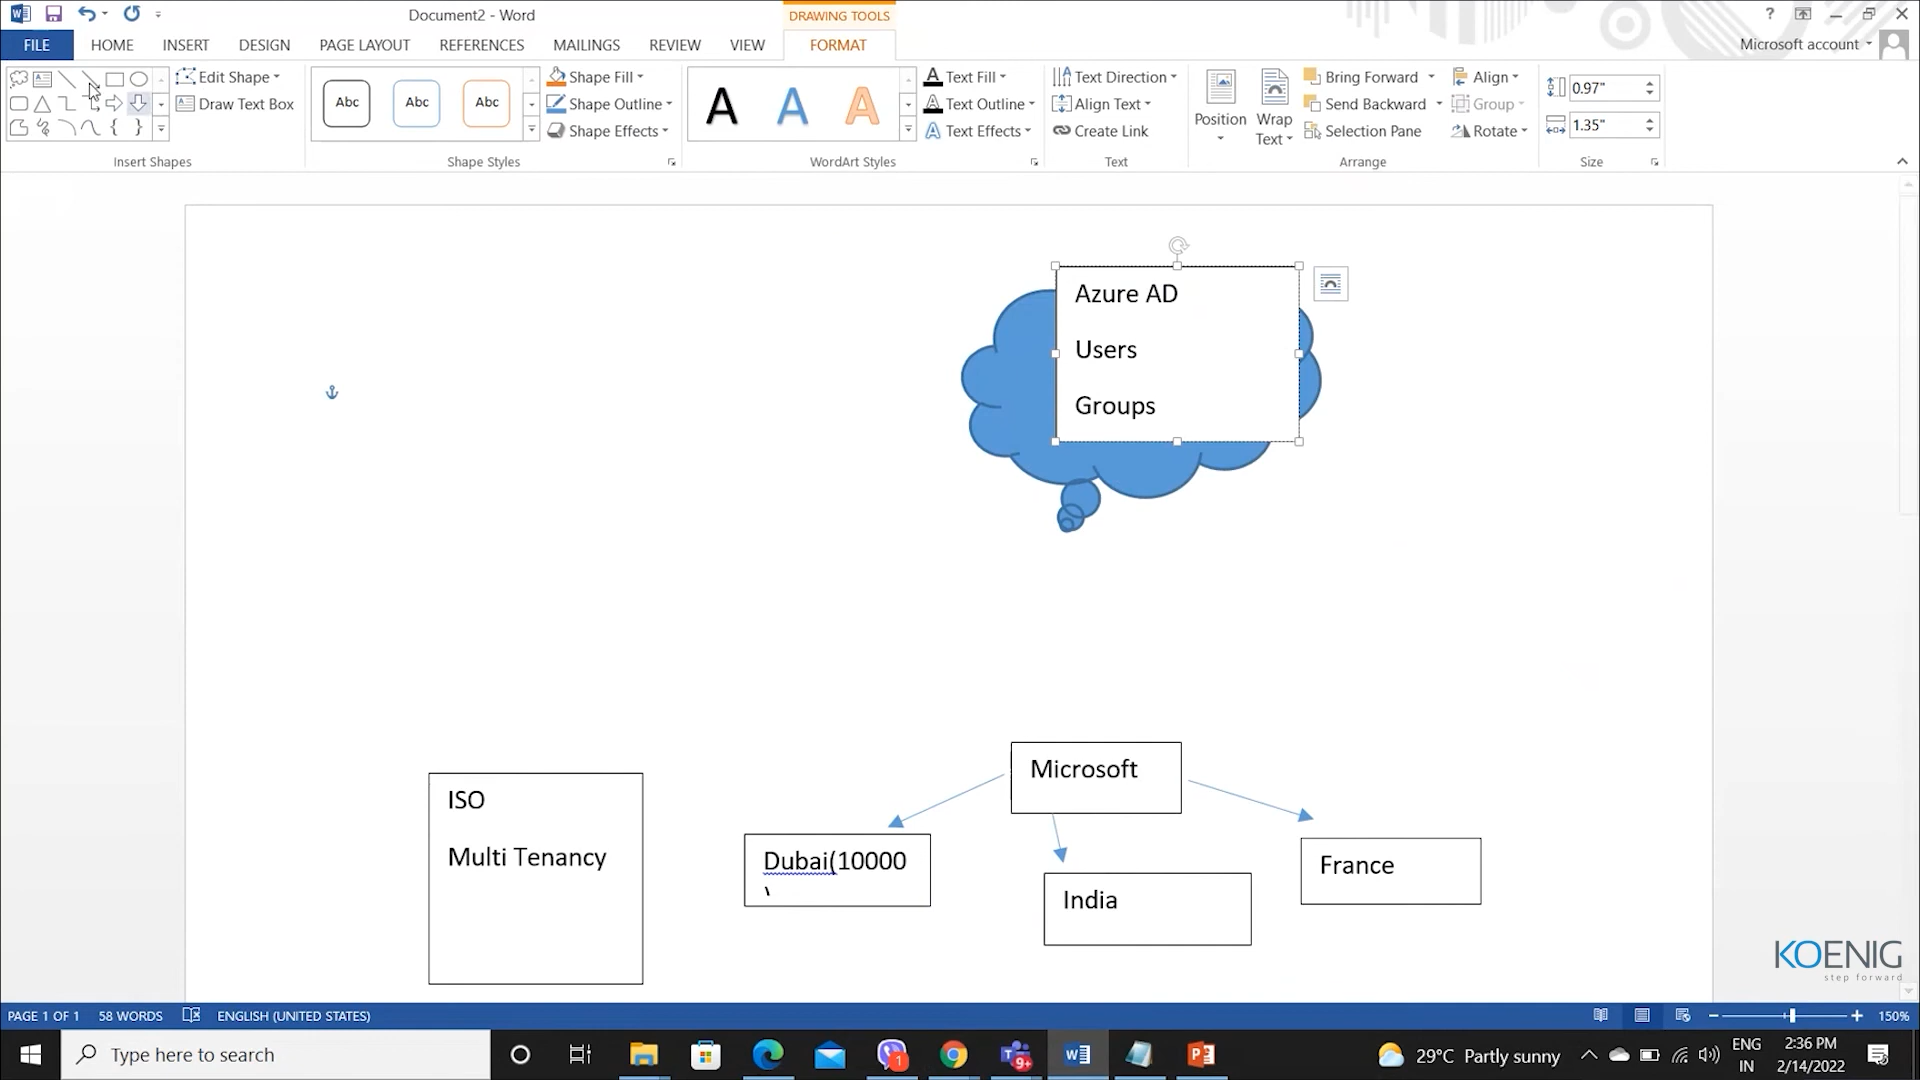 Document2 - Word
DRAWING TOOLS
?
FILE
HOME
INSERT
DESIGN
PAGE LAYOUT
REFERENCES
MAILINGS
REVIEW
VIEW
FORMAT
Microsoft account
Edit Shape
Draw Text Box
Insert Shapes
Abc
Abc
Abc
Shape Fill
Shape Outline
Shape Effects
Shape Styles
A
A
A
Text Fill
Text Outline
Text Effects
WordArt Styles
Text Direction
Align Text
Create Link
Text
Position
Wrap
Text
Bring Forward
Send Backward
Selection Pane
Align
Group
Rotate
Arrange
0.97"
1.35"
Size
Azure AD
Users
Groups
Microsoft
ISO
Multi Tenancy
Dubai(10000
)
India
France
KOENIG
step forward
PAGE 1 OF 1
58 WORDS
ENGLISH (UNITED STATES)
150%
Type here to search
1
9+
29°C Partly sunny
ENG
IN
2:36 PM
2/14/2022